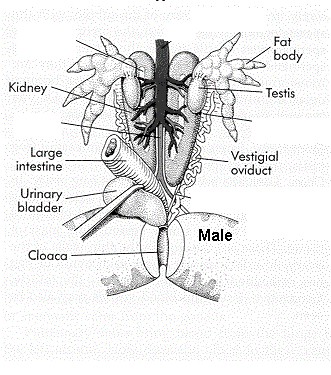 Fat
body
Kidney
Testis
Large
intestine
Vestigial
oviduct
Urinary
bladder
Male
Cloaca